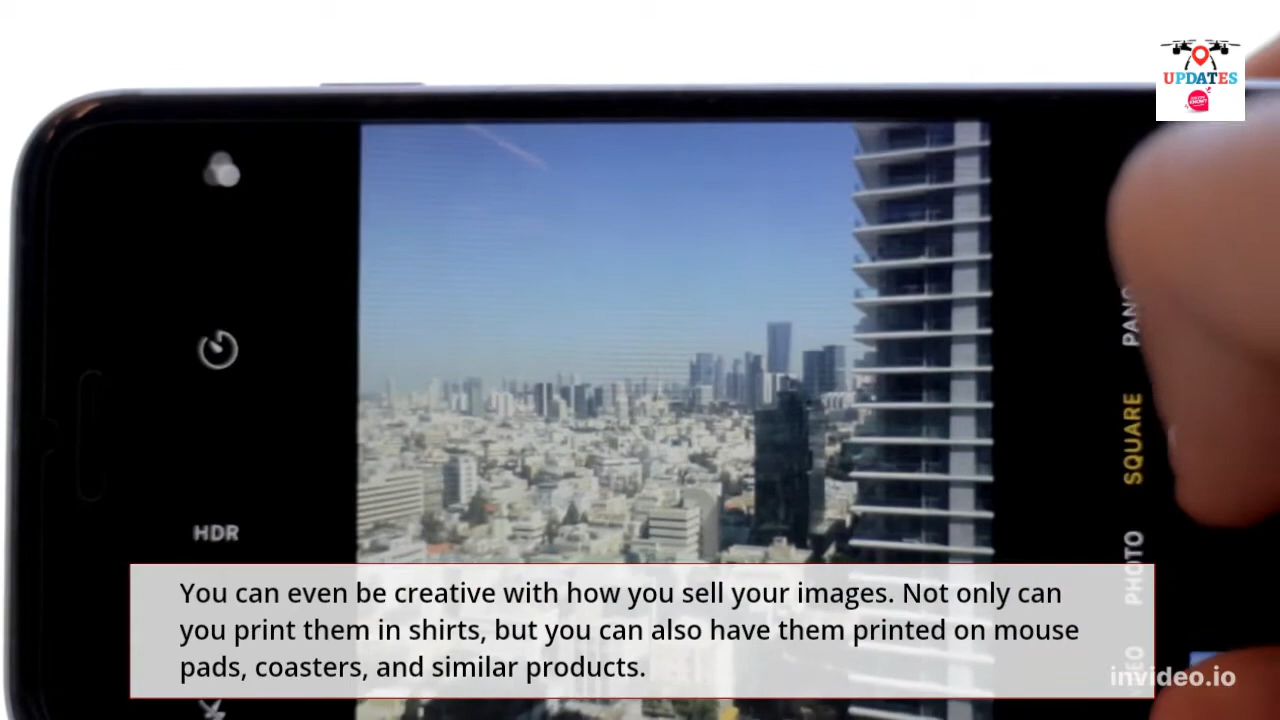 UPDATES
PANO
SQUARE
HDR
PHOTO
You can even be creative with how you sell your images. Not only can
you print them in shirts, but you can also have them printed on mouse
pads, coasters, and similar products.
invideo.io